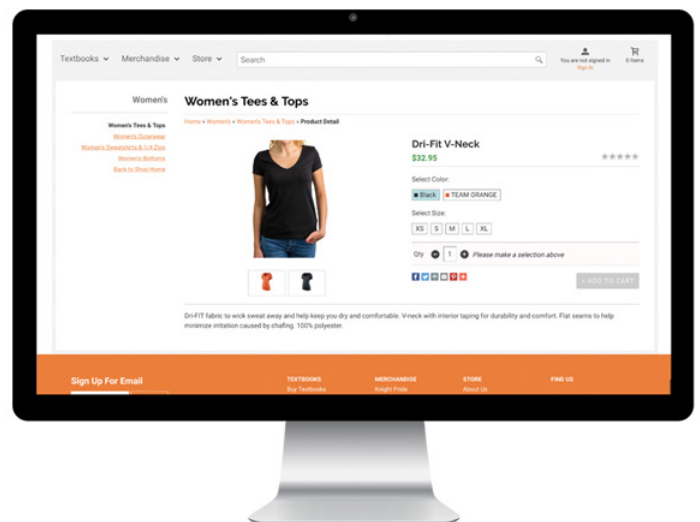 Textbooks Merchandise Store Search
You are not signed in
Sign In
0 items
Women's
Women's Tees & Tops
Women's Outerwear
Women's Sweatshirts & 1/4 Zips
Women's Bottoms
Back to Shop Home
Women's Tees & Tops
Home » Women's » Women's Tees & Tops » Product Detail
Dri-Fit V-Neck
$32.95
Select Color:
Black TEAM ORANGE
Select Size:
XS S M L XL
Qty 1 Please make a selection above
+ ADD TO CART
Dri-FIT fabric to wick sweat away and help keep you dry and comfortable. V-neck with interior taping for durability and comfort. Flat seams to help
minimize irritation caused by chafing. 100% polyester.
Sign Up For Email
TEXTBOOKS
Buy Textbooks
MERCHANDISE
Knight Pride
STORE
About Us
FIND US